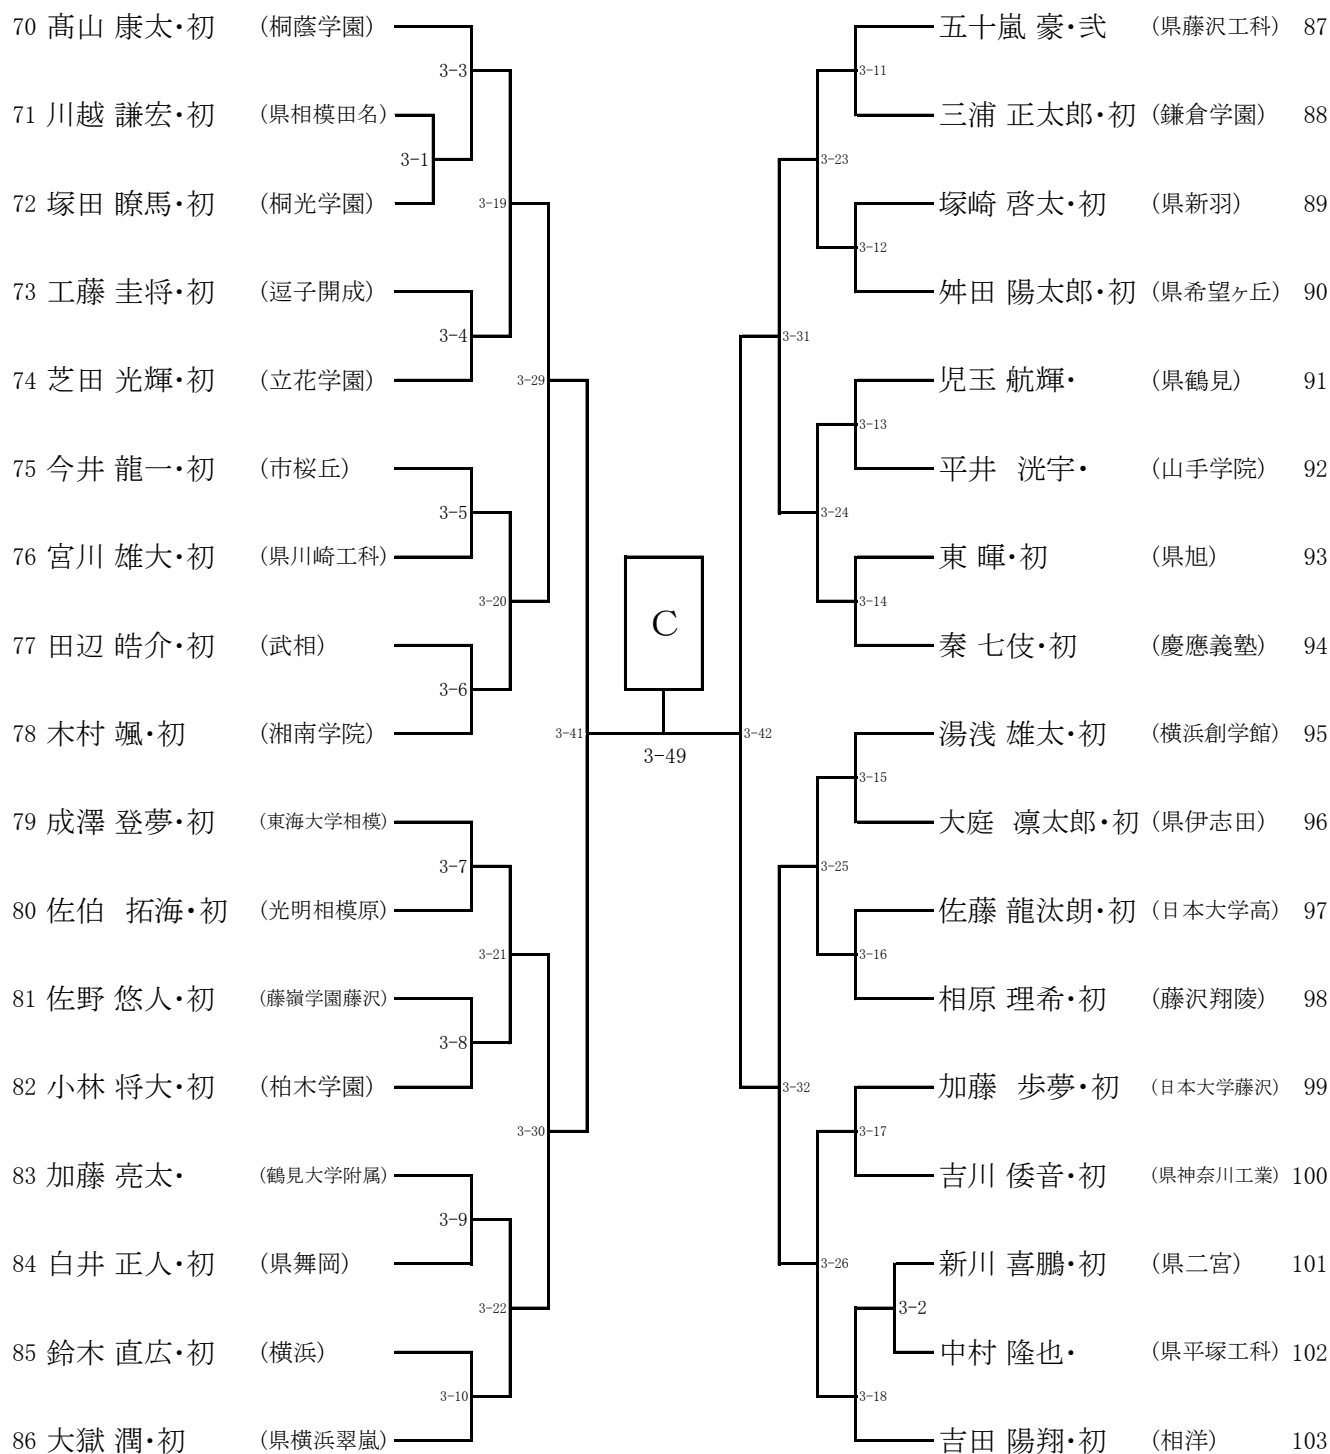 70 髙山 康太・初 (桐蔭学園)
3-3
71 川越 謙宏・初 (県相模田名)
3-1
72 塚田 瞭馬・初 (桐光学園)
3-19
73 工藤 圭将・初 (逗子開成)
3-4
74 芝田 光輝・初 (立花学園)
3-29
75 今井 龍一・初 (市桜丘)
3-5
76 宮川 雄大・初 (県川崎工科)
3-20
77 田辺 皓介・初 (武相)
3-6
78 木村 颯・初 (湘南学院)
3-41
79 成澤 登夢・初 (東海大学相模)
3-7
80 佐伯 拓海・初 (光明相模原)
3-21
81 佐野 悠人・初 (藤嶺学園藤沢)
3-8
82 小林 将大・初 (柏木学園)
3-30
83 加藤 亮太・ (鶴見大学附属)
3-9
84 白井 正人・初 (県舞岡)
3-22
85 鈴木 直広・初 (横浜)
3-10
86 大獄 潤・初 (県横浜翠嵐)
C
3-49
五十嵐 豪・弐 (県藤沢工科) 87
3-11
三浦 正太郎・初 (鎌倉学園) 88
3-23
塚崎 啓太・初 (県新羽) 89
3-12
舛田 陽太郎・初 (県希望ヶ丘) 90
3-31
児玉 航輝・ (県鶴見) 91
3-13
平井 洸宇・ (山手学院) 92
3-24
東 暉・初 (県旭) 93
3-14
秦 七伎・初 (慶應義塾) 94
3-42
湯浅 雄太・初 (横浜創学館) 95
3-15
大庭 凛太郎・初 (県伊志田) 96
3-25
佐藤 龍汰朗・初 (日本大学高) 97
3-16
相原 理希・初 (藤沢翔陵) 98
3-32
加藤 歩夢・初 (日本大学藤沢) 99
3-17
吉川 倭音・初 (県神奈川工業) 100
3-26
新川 喜鵬・初 (県二宮) 101
3-2
中村 隆也・ (県平塚工科) 102
3-18
吉田 陽翔・初 (相洋) 103